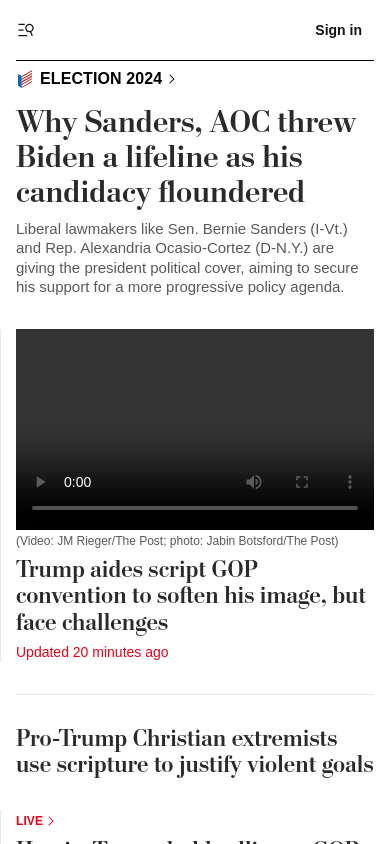 Sign in
ELECTION 2024
Why Sanders, AOC threw
Biden a lifeline as his
candidacy floundered
Liberal lawmakers like Sen. Bernie Sanders (I-Vt.)
and Rep. Alexandria Ocasio-Cortez (D-N.Y.) are
giving the president political cover, aiming to secure
his support for a more progressive policy agenda.
0:00
(Video: JM Rieger/The Post; photo: Jabin Botsford/The Post)
Trump aides script GOP
convention to soften his image, but
face challenges
Updated 20 minutes ago
Pro-Trump Christian extremists
use scripture to justify violent goals
LIVE